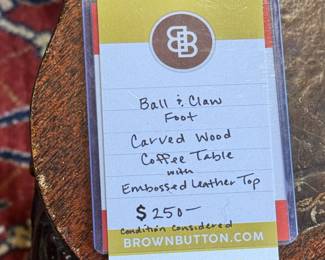 BB
Ball & Claw
Foot
Carved Wood
Coffee Table
with
Embossed Leather Top
$250-
condition considered
BROWNBUTTON.COM